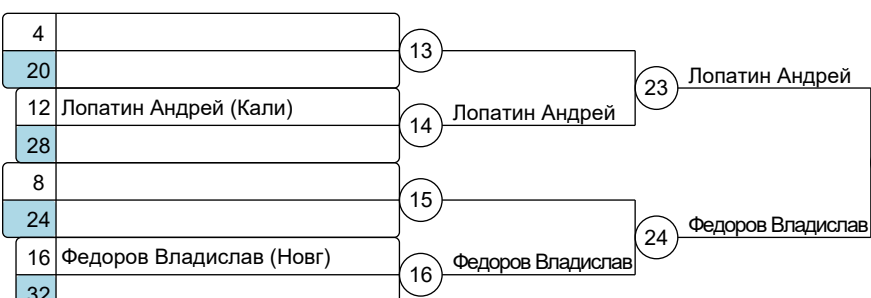 4
13
20
23 Лопатин Андрей
12 Лопатин Андрей (Кали)
14 Лопатин Андрей
28
8
15
24
24 Федоров Владислав
16 Федоров Владислав (Новг)
16 Федоров Владислав
32